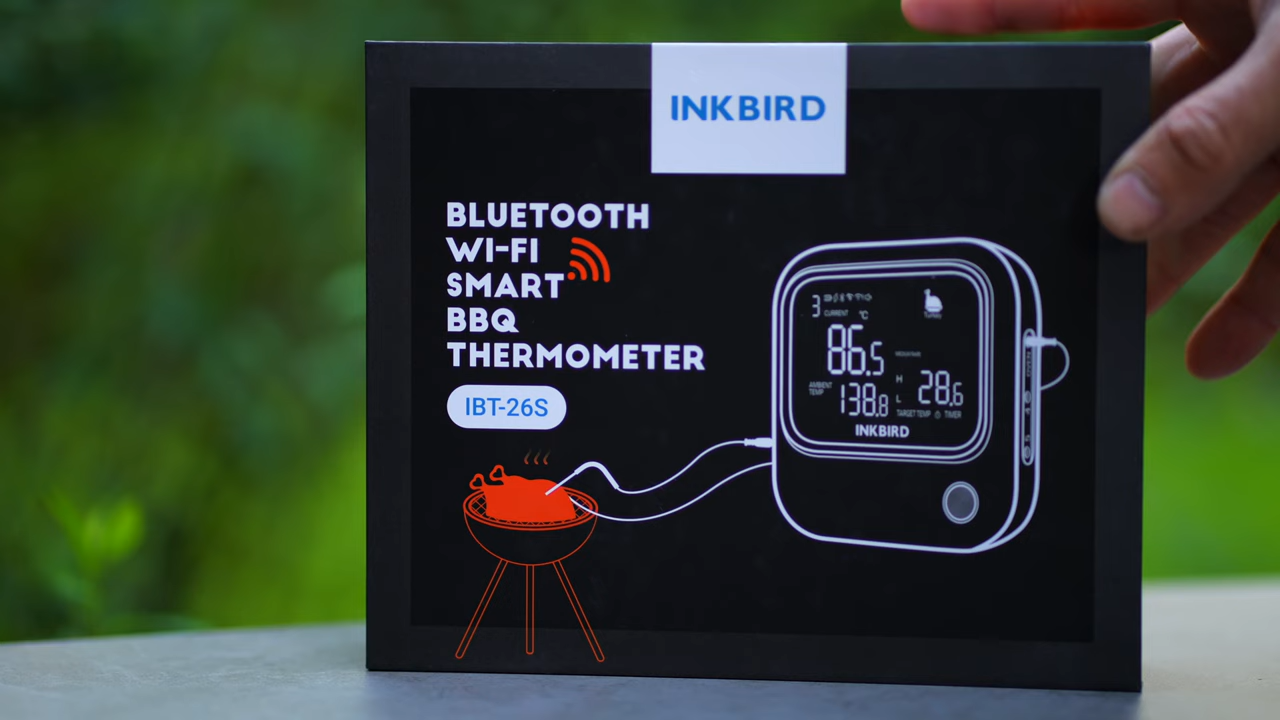 INKBIRD
BLUETOOTH
WI-FI
SMART
BBQ
THERMOMETER
IBT-26S
3
CURRENT °C
86.5
AMBIENT
TEMP
138.8
H
L
28.6
TARGET TEMP
TIMER
INKBIRD